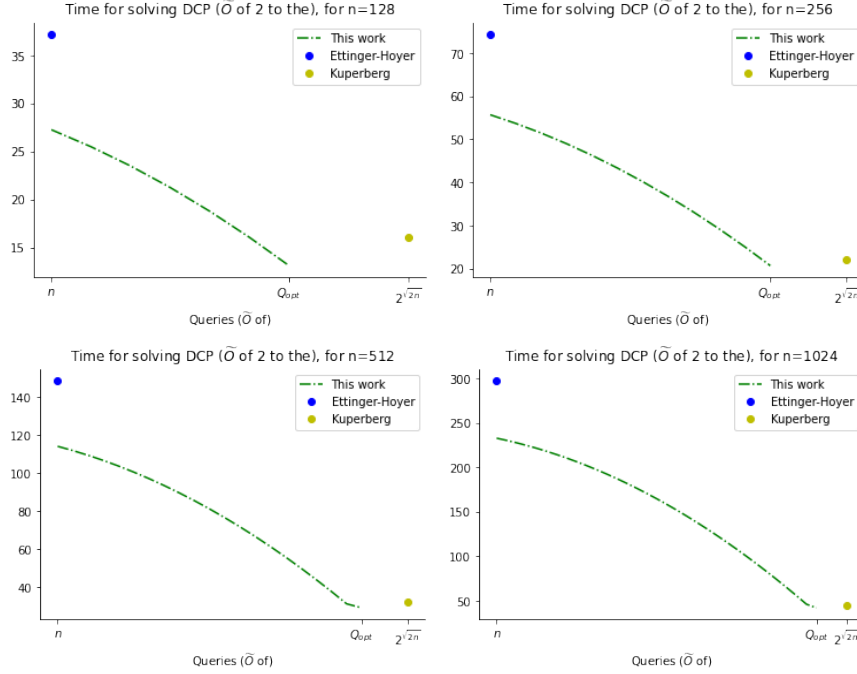 Time for solving DCP (Õ of 2 to the), for n=128
This work
Ettinger-Hoyer
Kuperberg
35
30
25
20
15
n
Q_opt
2^√2n
Queries (Õ of)
Time for solving DCP (Õ of 2 to the), for n=256
This work
Ettinger-Hoyer
Kuperberg
70
60
50
40
30
20
n
Q_opt
2^√2n
Queries (Õ of)
Time for solving DCP (Õ of 2 to the), for n=512
This work
Ettinger-Hoyer
Kuperberg
140
120
100
80
60
40
n
Q_opt
2^√2n
Queries (Õ of)
Time for solving DCP (Õ of 2 to the), for n=1024
This work
Ettinger-Hoyer
Kuperberg
300
250
200
150
100
50
n
Q_opt
2^√2n
Queries (Õ of)